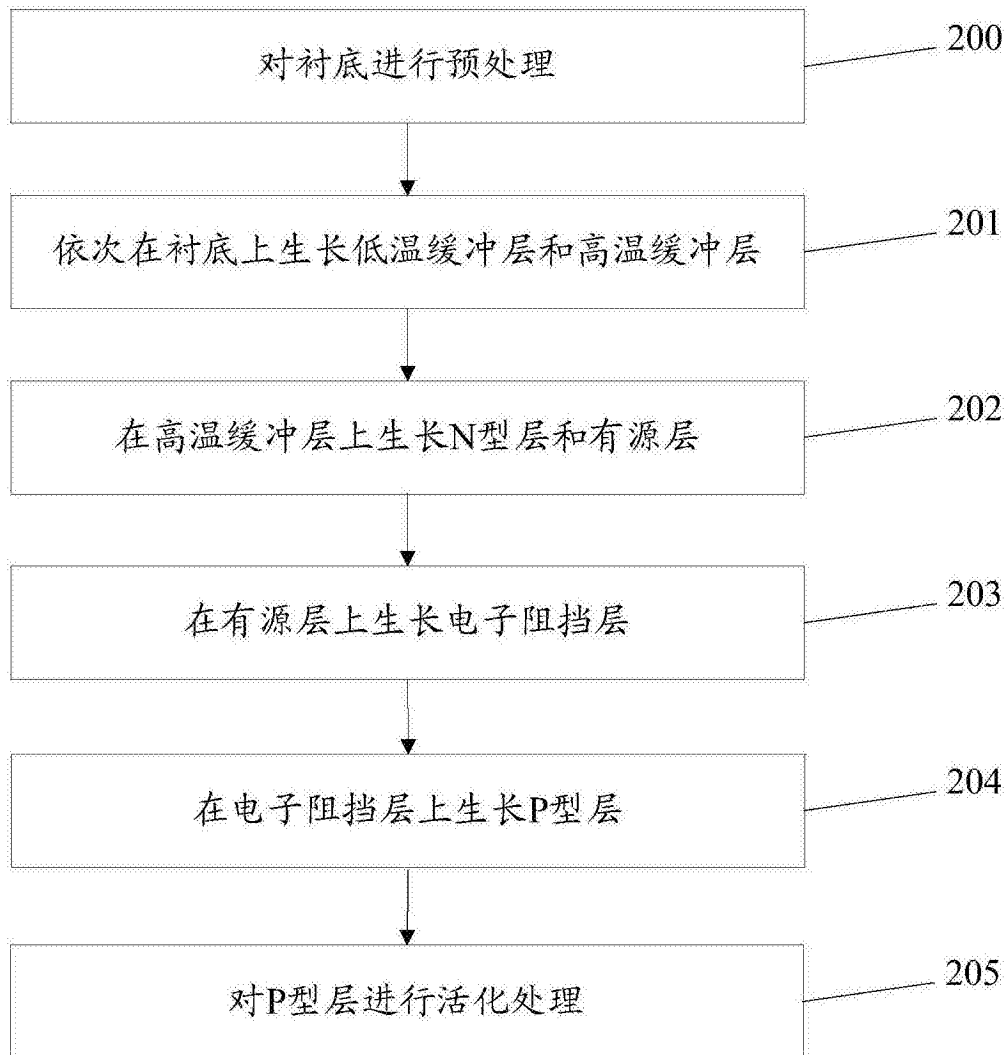 对衬底进行预处理
200
依次在衬底上生长低温缓冲层和高温缓冲层
201
在高温缓冲层上生长N型层和有源层
202
在有源层上生长电子阻挡层
203
在电子阻挡层上生长P型层
204
对P型层进行活化处理
205